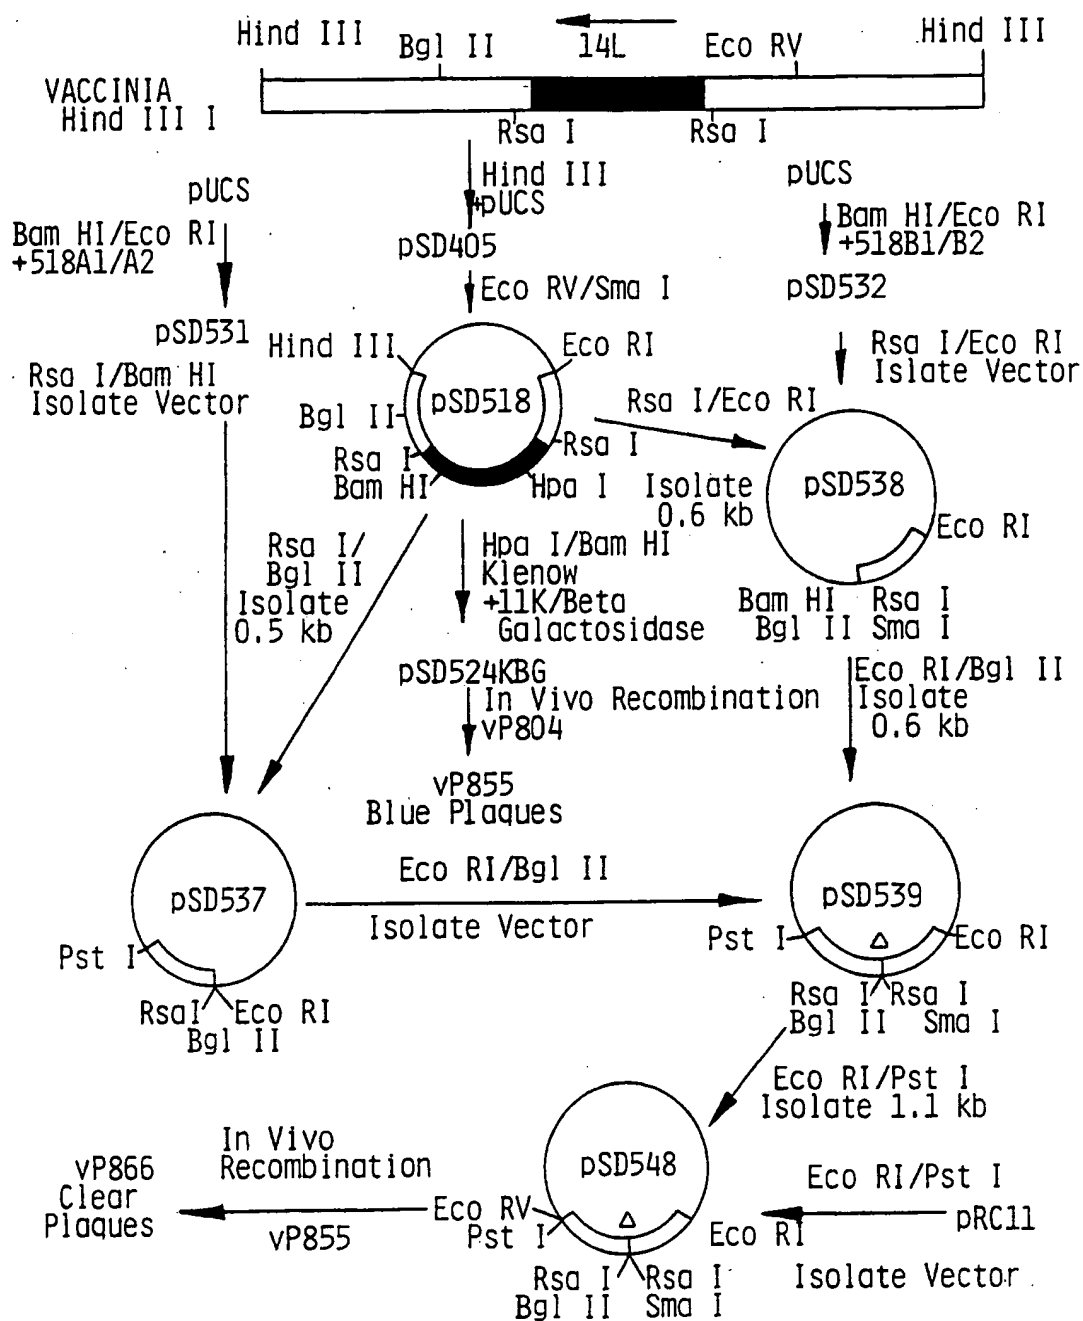 Hind III
Bgl II
I4L
Eco RV
Hind III
VACCINIA
Hind III I
Rsa I
Rsa I
pUCS
Hind III
+pUCS
pUCS
Bam HI/Eco RI
+518A1/A2
pSD405
Bam HI/Eco RI
+518B1/B2
Eco RV/Sma I
pSD532
pSD531
Rsa I/Bam HI
Isolate Vector
Hind III
Eco RI
pSD518
Bgl II
Rsa I
Bam HI
Rsa I
Hpa I
Rsa I/Eco RI
Islate Vector
Rsa I/Eco RI
Isolate
0.6 kb
pSD538
Eco RI
Bam HI Rsa I
Bgl II Sma I
Rsa I/
Bgl II
Isolate
0.5 kb
Hpa I/Bam HI
Klenow
+11K/Beta
Galactosidase
pSD524KBG
In Vivo Recombination
vP804
vP855
Blue Plaques
Eco RI/Bgl II
Isolate
0.6 kb
pSD537
Pst I
RsaI
Eco RI
Bgl II
Eco RI/Bgl II
Isolate Vector
pSD539
Pst I
Δ
Eco RI
Rsa I Rsa I
Bgl II Sma I
Eco RI/Pst I
Isolate 1.1 kb
vP866
Clear
Plaques
In Vivo
Recombination
vP855
pSD548
Eco RV
Pst I
Δ
Eco RI
Rsa I Rsa I
Bgl II Sma I
Eco RI/Pst I
pRC11
Isolate Vector